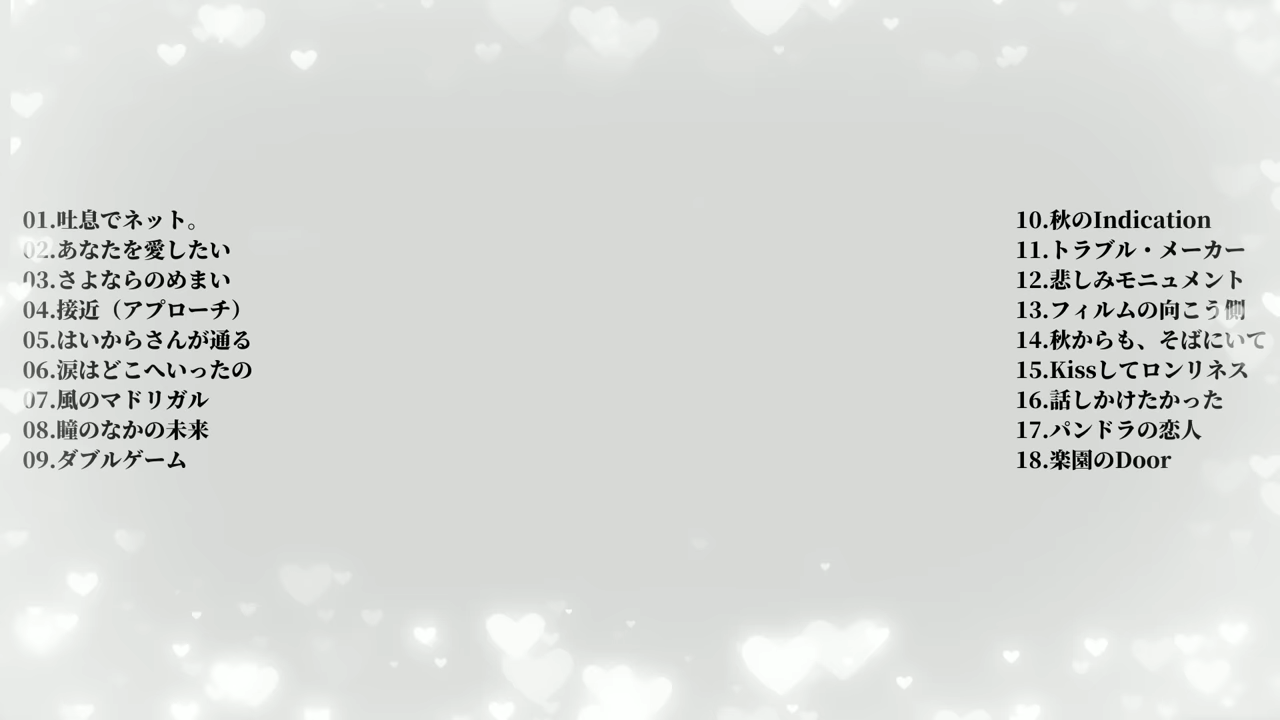 01.吐息でネット。
02.あなたを愛したい
03.さよならのめまい
04.接近（アプローチ）
05.はいからさんが通る
06.涙はどこへいったの
07.風のマドリガル
08.瞳のなかの未来
09.ダブルゲーム
10.秋のIndication
11.トラブル・メーカー
12.悲しみモニュメント
13.フィルムの向こう側
14.秋からも、そばにいて
15.Kissしてロンリネス
16.話しかけたかった
17.パンドラの恋人
18.楽園のDoor